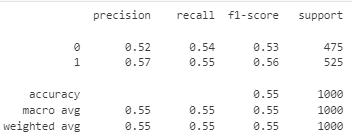 precision recall f1-score support
0 0.52 0.54 0.53 475
1 0.57 0.55 0.56 525
accuracy 0.55 1000
macro avg 0.55 0.55 0.55 1000
weighted avg 0.55 0.55 0.55 1000